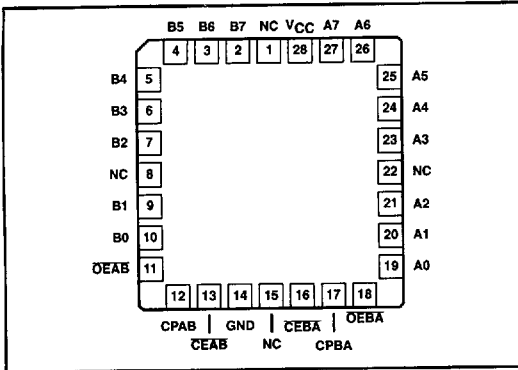 B5 B6 B7 NC VCC A7 A6
4 3 2 1 28 27 26
B4 5 25 A5
B3 6 24 A4
B2 7 23 A3
NC 8 22 NC
B1 9 21 A2
B0 10 20 A1
OEAB 11 19 A0
12 13 14 15 16 17 18
CPAB GND CEBA OEBA
CEAB NC CPBA